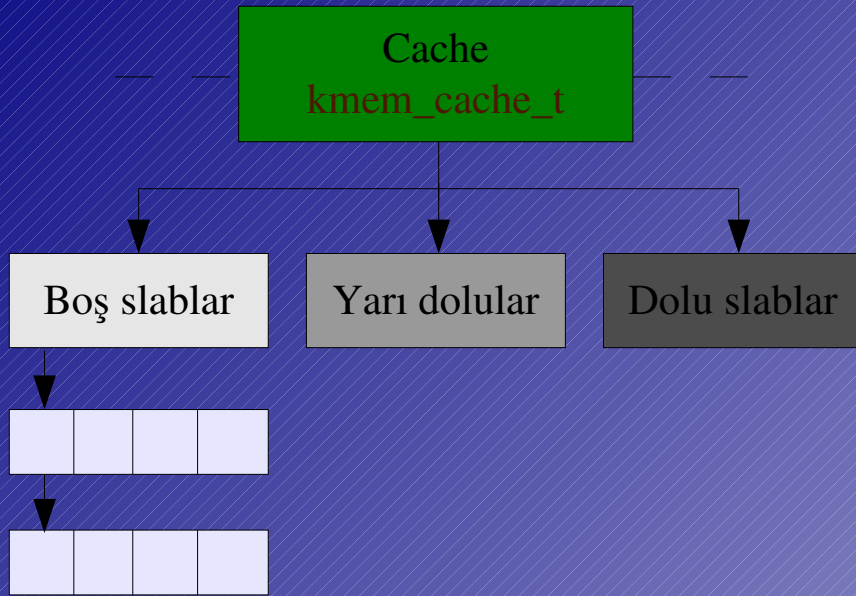 Cache
kmem_cache_t
Boş slablar
Yarı dolular
Dolu slablar